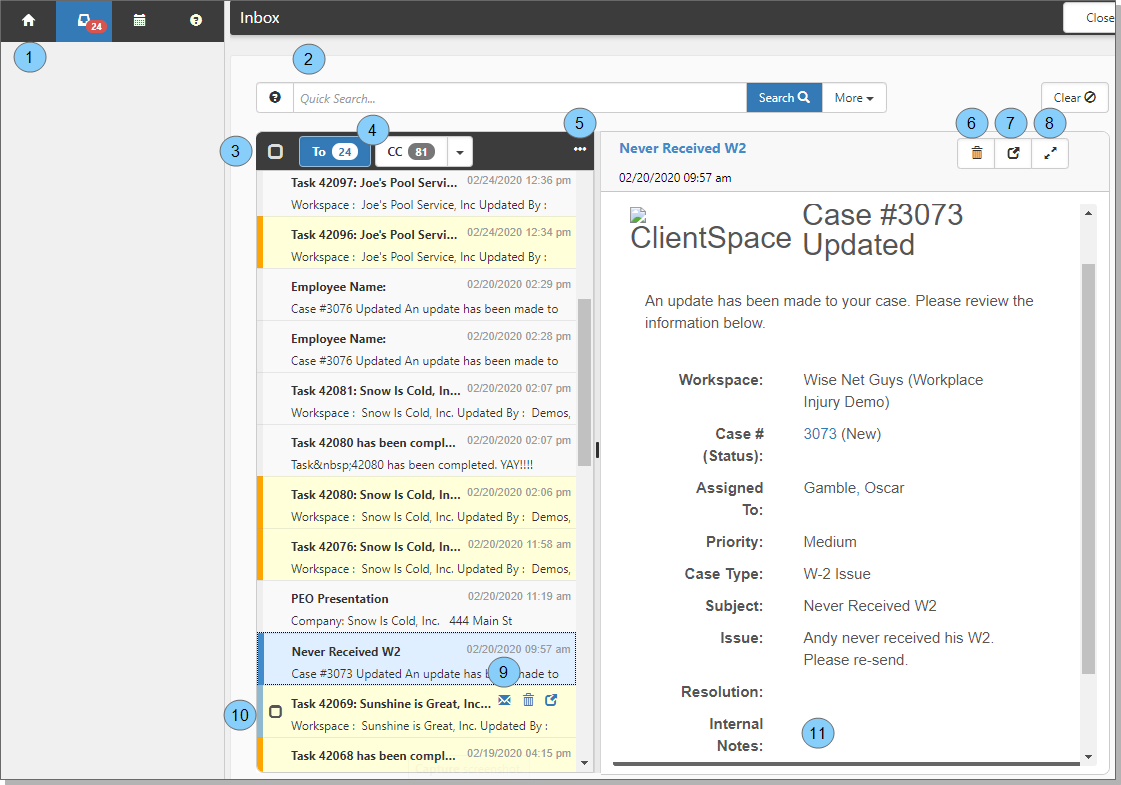 24
Inbox
Close
1
2
Quick Search...
Search
More
Clear
3
To 24
4
CC 81
5
6
7
8
Task 42097: Joe's Pool Servi... 02/24/2020 12:36 pm
Workspace : Joe's Pool Service, Inc Updated By :
Task 42096: Joe's Pool Servi... 02/24/2020 12:34 pm
Workspace : Joe's Pool Service, Inc Updated By :
Employee Name: 02/20/2020 02:29 pm
Case #3076 Updated An update has been made to
Employee Name: 02/20/2020 02:28 pm
Case #3076 Updated An update has been made to
Task 42081: Snow Is Cold, In... 02/20/2020 02:07 pm
Workspace : Snow Is Cold, Inc. Updated By : Demos,
Task 42080 has been compl... 02/20/2020 02:07 pm
Task&nbsp;42080 has been completed. YAY!!!!
Task 42080: Snow Is Cold, In... 02/20/2020 02:06 pm
Workspace : Snow Is Cold, Inc. Updated By : Demos,
Task 42076: Snow Is Cold, In... 02/20/2020 11:58 am
Workspace : Snow Is Cold, Inc. Updated By : Demos,
PEO Presentation 02/20/2020 11:19 am
Company: Snow Is Cold, Inc. 444 Main St
Never Received W2 02/20/2020 09:57 am
Case #3073 Updated An update has made to
9
10
Task 42069: Sunshine is Great, Inc...
Workspace : Sunshine is Great, Inc. Updated By :
Task 42068 has been compl... 02/19/2020 04:15 pm
Never Received W2
02/20/2020 09:57 am
ClientSpace
Case #3073
Updated
An update has been made to your case. Please review the
information below.
Workspace: Wise Net Guys (Workplace
Injury Demo)
Case # 3073 (New)
(Status):
Assigned Gamble, Oscar
To:
Priority: Medium
Case Type: W-2 Issue
Subject: Never Received W2
Issue: Andy never received his W2.
Please re-send.
Resolution:
Internal
Notes:
11